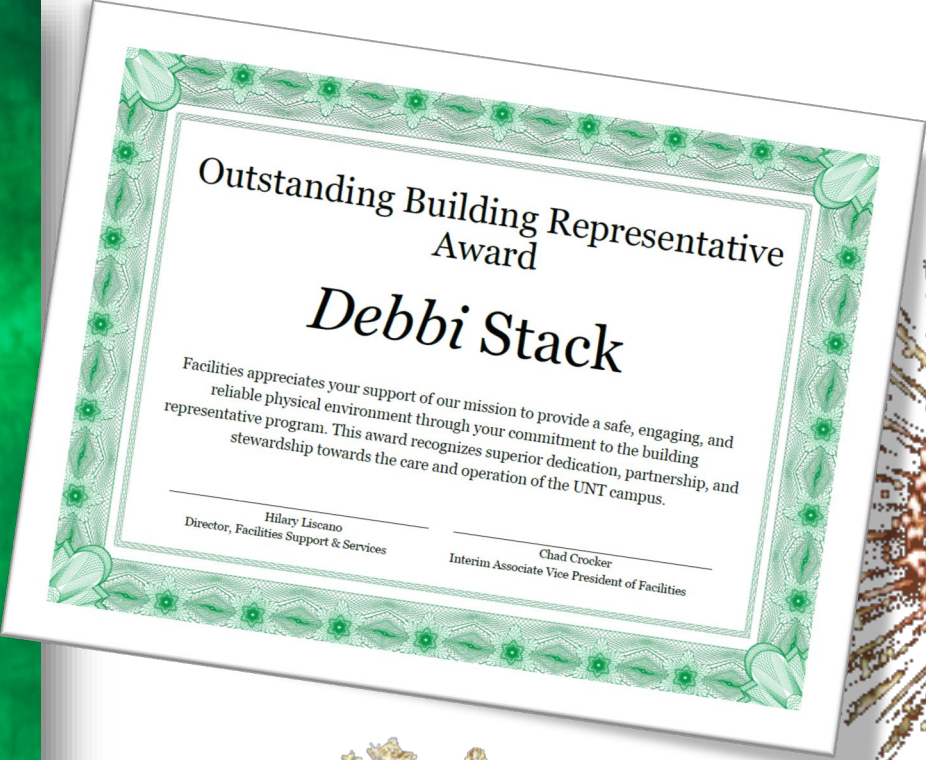 Outstanding Building Representative
Award
Debbi Stack
Facilities appreciates your support of our mission to provide a safe, engaging, and
reliable physical environment through your commitment to the building
representative program. This award recognizes superior dedication, partnership, and
stewardship towards the care and operation of the UNT campus.
Hilary Liscano
Director, Facilities Support & Services
Chad Crocker
Interim Associate Vice President of Facilities